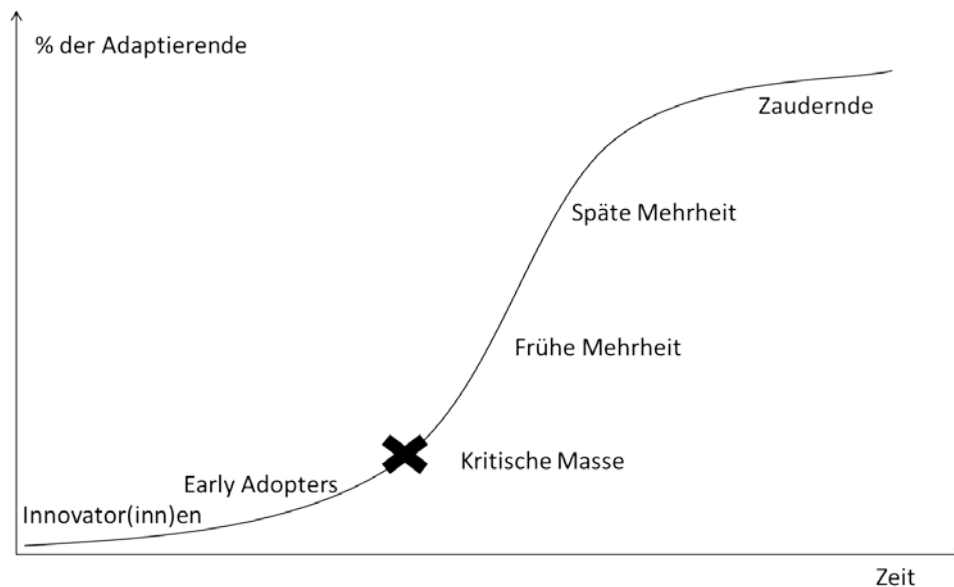 % der Adaptierende
Zaudernde
Späte Mehrheit
Frühe Mehrheit
Kritische Masse
Early Adopters
Innovator(inn)en
Zeit